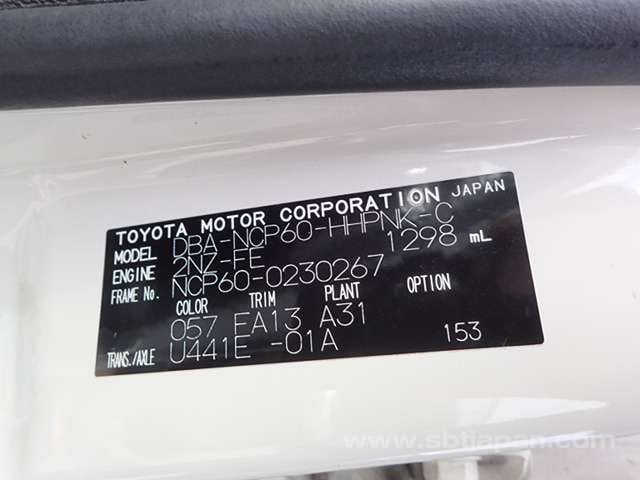 TOYOTA MOTOR CORPORATION JAPAN
MODEL DBA-NCP60-HHPNK-C
ENGINE 2NZ-FE 1298 mL
FRAME No. NCP60-0230267
COLOR TRIM PLANT OPTION
057 EA13 A31
TRANS./AXLE U441E -01A 153
www.sbtjapan.com